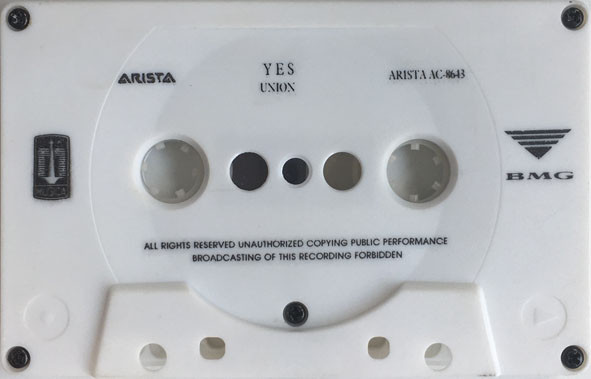 ARISTA
YES
UNION
ARISTA AC-8643
BMG
ALL RIGHTS RESERVED UNAUTHORIZED COPYING PUBLIC PERFORMANCE
BROADCASTING OF THIS RECORDING FORBIDDEN